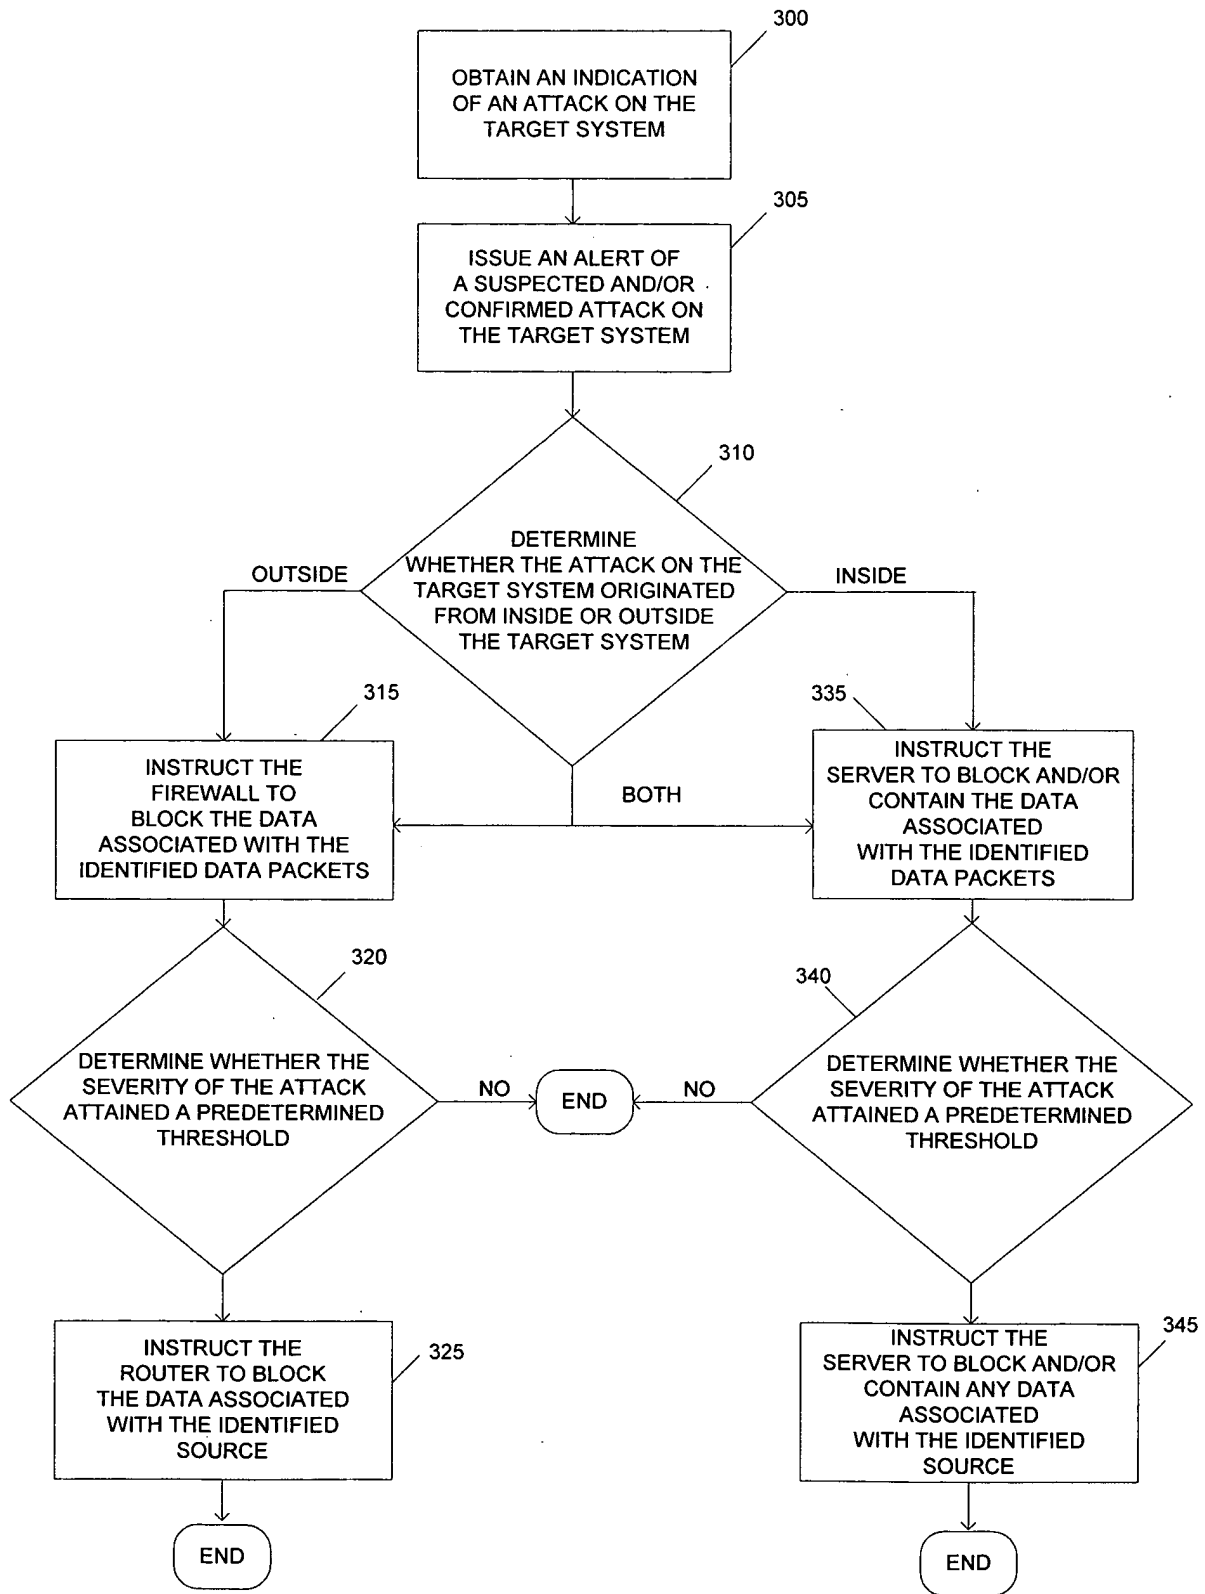 300
OBTAIN AN INDICATION
OF AN ATTACK ON THE
TARGET SYSTEM
305
ISSUE AN ALERT OF
A SUSPECTED AND/OR
CONFIRMED ATTACK ON
THE TARGET SYSTEM
310
DETERMINE
WHETHER THE ATTACK ON THE
TARGET SYSTEM ORIGINATED
FROM INSIDE OR OUTSIDE
THE TARGET SYSTEM
OUTSIDE
INSIDE
BOTH
315
INSTRUCT THE
FIREWALL TO
BLOCK THE DATA
ASSOCIATED WITH THE
IDENTIFIED DATA PACKETS
335
INSTRUCT THE
SERVER TO BLOCK AND/OR
CONTAIN THE DATA
ASSOCIATED
WITH THE IDENTIFIED
DATA PACKETS
320
DETERMINE WHETHER THE
SEVERITY OF THE ATTACK
ATTAINED A PREDETERMINED
THRESHOLD
NO
END
NO
340
DETERMINE WHETHER THE
SEVERITY OF THE ATTACK
ATTAINED A PREDETERMINED
THRESHOLD
INSTRUCT THE
ROUTER TO BLOCK
THE DATA ASSOCIATED
WITH THE IDENTIFIED
SOURCE
325
END
345
INSTRUCT THE
SERVER TO BLOCK AND/OR
CONTAIN ANY DATA
ASSOCIATED
WITH THE IDENTIFIED
SOURCE
END